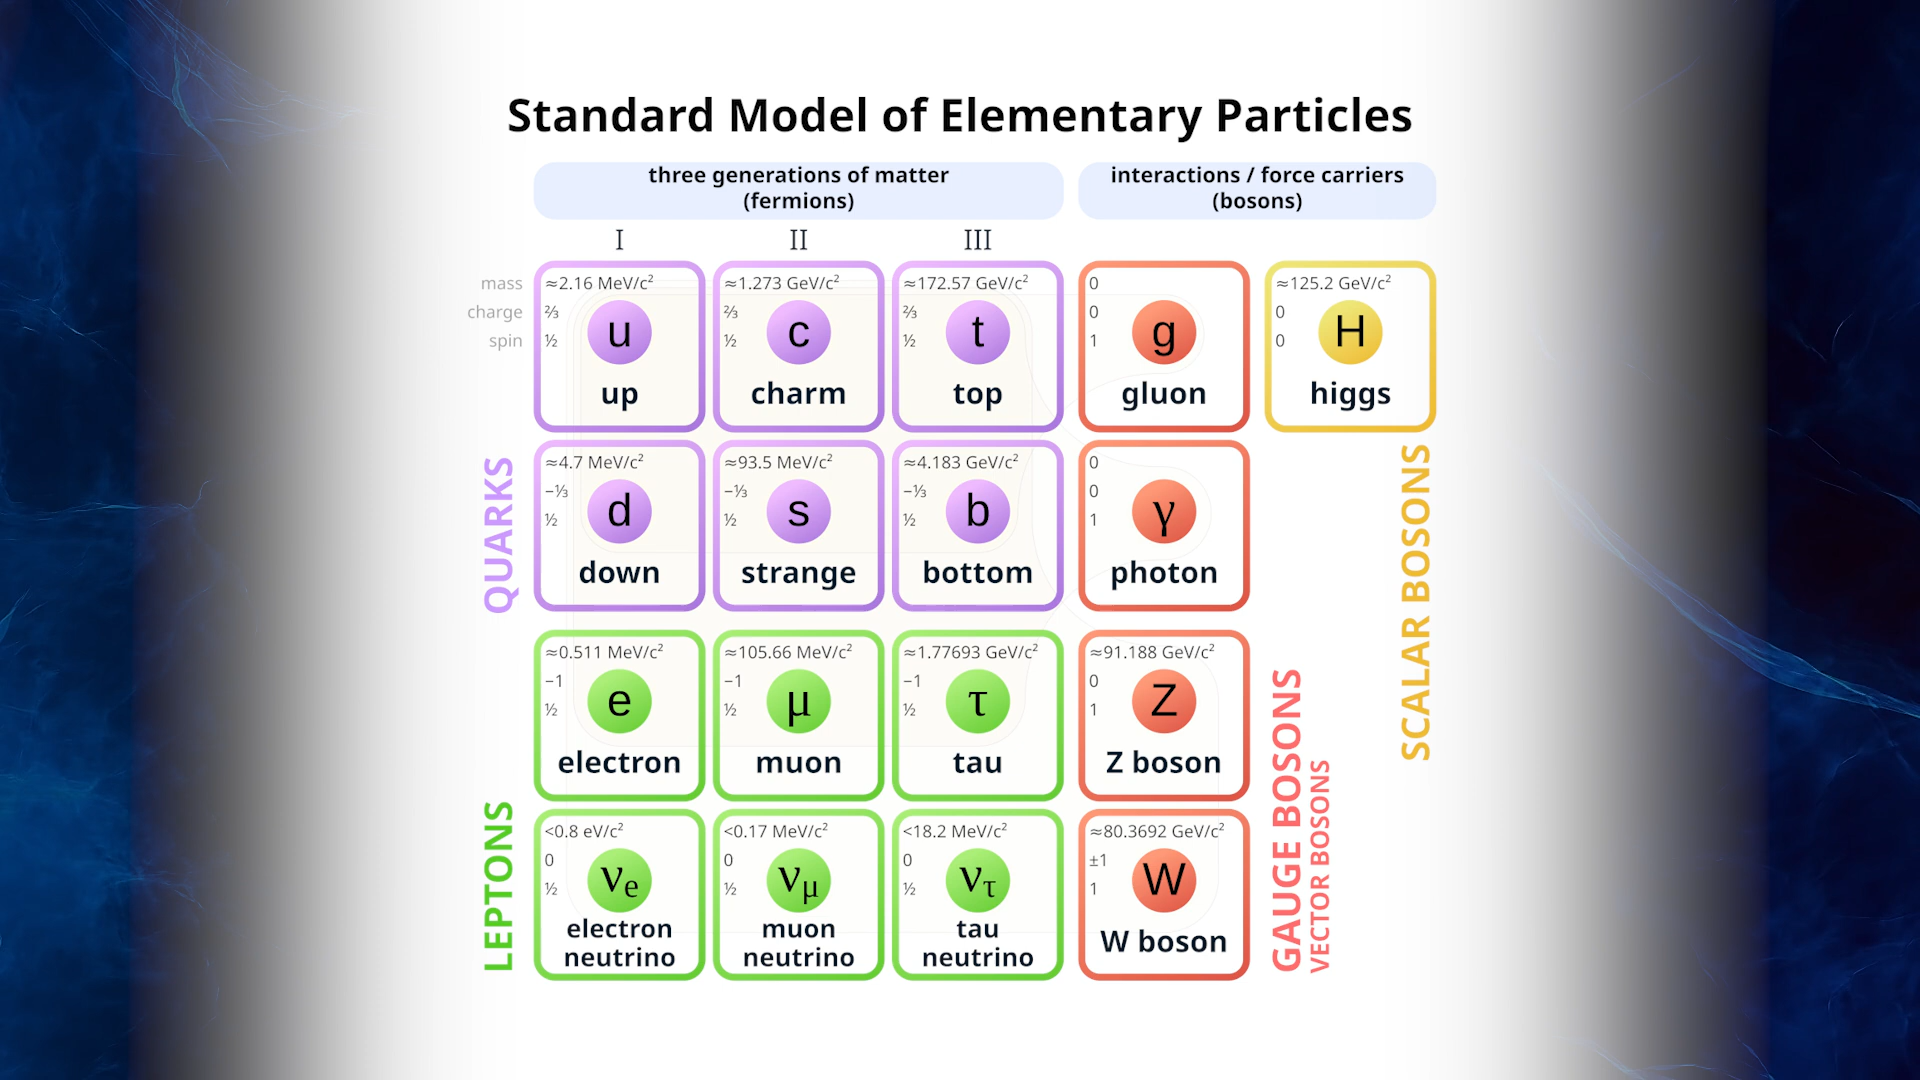 Standard Model of Elementary Particles
three generations of matter
(fermions)
interactions / force carriers
(bosons)
I
II
III
mass
charge
spin
≈2.16 MeV/c²
⅔
½
u
up
≈1.273 GeV/c²
⅔
½
c
charm
≈172.57 GeV/c²
⅔
½
t
top
0
0
1
g
gluon
≈125.2 GeV/c²
0
0
H
higgs
QUARKS
≈4.7 MeV/c²
−⅓
½
d
down
≈93.5 MeV/c²
−⅓
½
s
strange
≈4.183 GeV/c²
−⅓
½
b
bottom
0
0
1
γ
photon
SCALAR BOSONS
≈0.511 MeV/c²
−1
½
e
electron
≈105.66 MeV/c²
−1
½
μ
muon
≈1.77693 GeV/c²
−1
½
τ
tau
≈91.188 GeV/c²
0
1
Z
Z boson
LEPTONS
<0.8 eV/c²
0
½
νe
electron
neutrino
<0.17 MeV/c²
0
½
νμ
muon
neutrino
<18.2 MeV/c²
0
½
ντ
tau
neutrino
≈80.3692 GeV/c²
±1
1
W
W boson
GAUGE BOSONS
VECTOR BOSONS